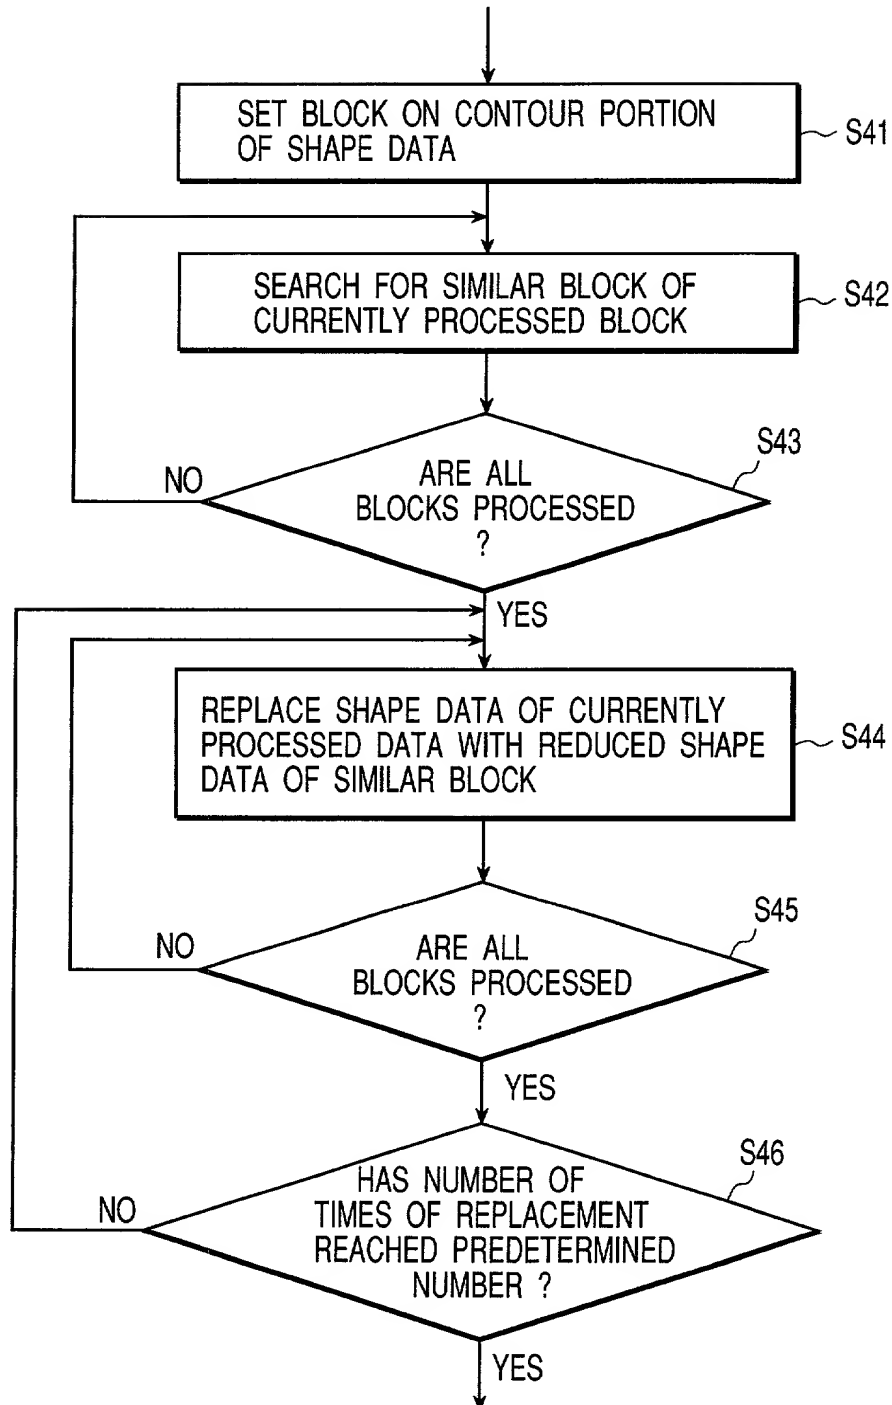 SET BLOCK ON CONTOUR PORTION
OF SHAPE DATA
S41
SEARCH FOR SIMILAR BLOCK OF
CURRENTLY PROCESSED BLOCK
S42
S43
ARE ALL
BLOCKS PROCESSED
?
NO
YES
REPLACE SHAPE DATA OF CURRENTLY
PROCESSED DATA WITH REDUCED SHAPE
DATA OF SIMILAR BLOCK
S44
S45
ARE ALL
BLOCKS PROCESSED
?
NO
YES
S46
HAS NUMBER OF
TIMES OF REPLACEMENT
REACHED PREDETERMINED
NUMBER ?
NO
YES